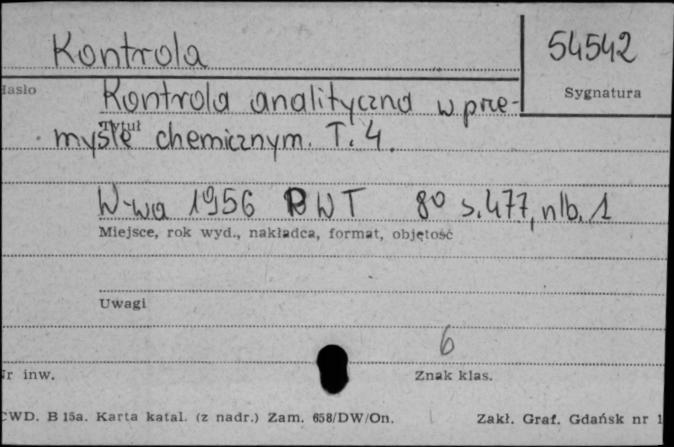 Kontrola
54542
Hasło
Sygnatura
Kontrola analityczna w prze-
Tytuł
myśle chemicznym. T. 4.
W-wa 1956 PWT 8° s. 477, nlb. 1
Miejsce, rok wyd., nakładca, format, objętość
Uwagi
6
Nr inw.
Znak klas.
CWD. B 15a. Karta katal. (z nadr.) Zam. 658/DW/On.
Zakł. Graf. Gdańsk nr 1